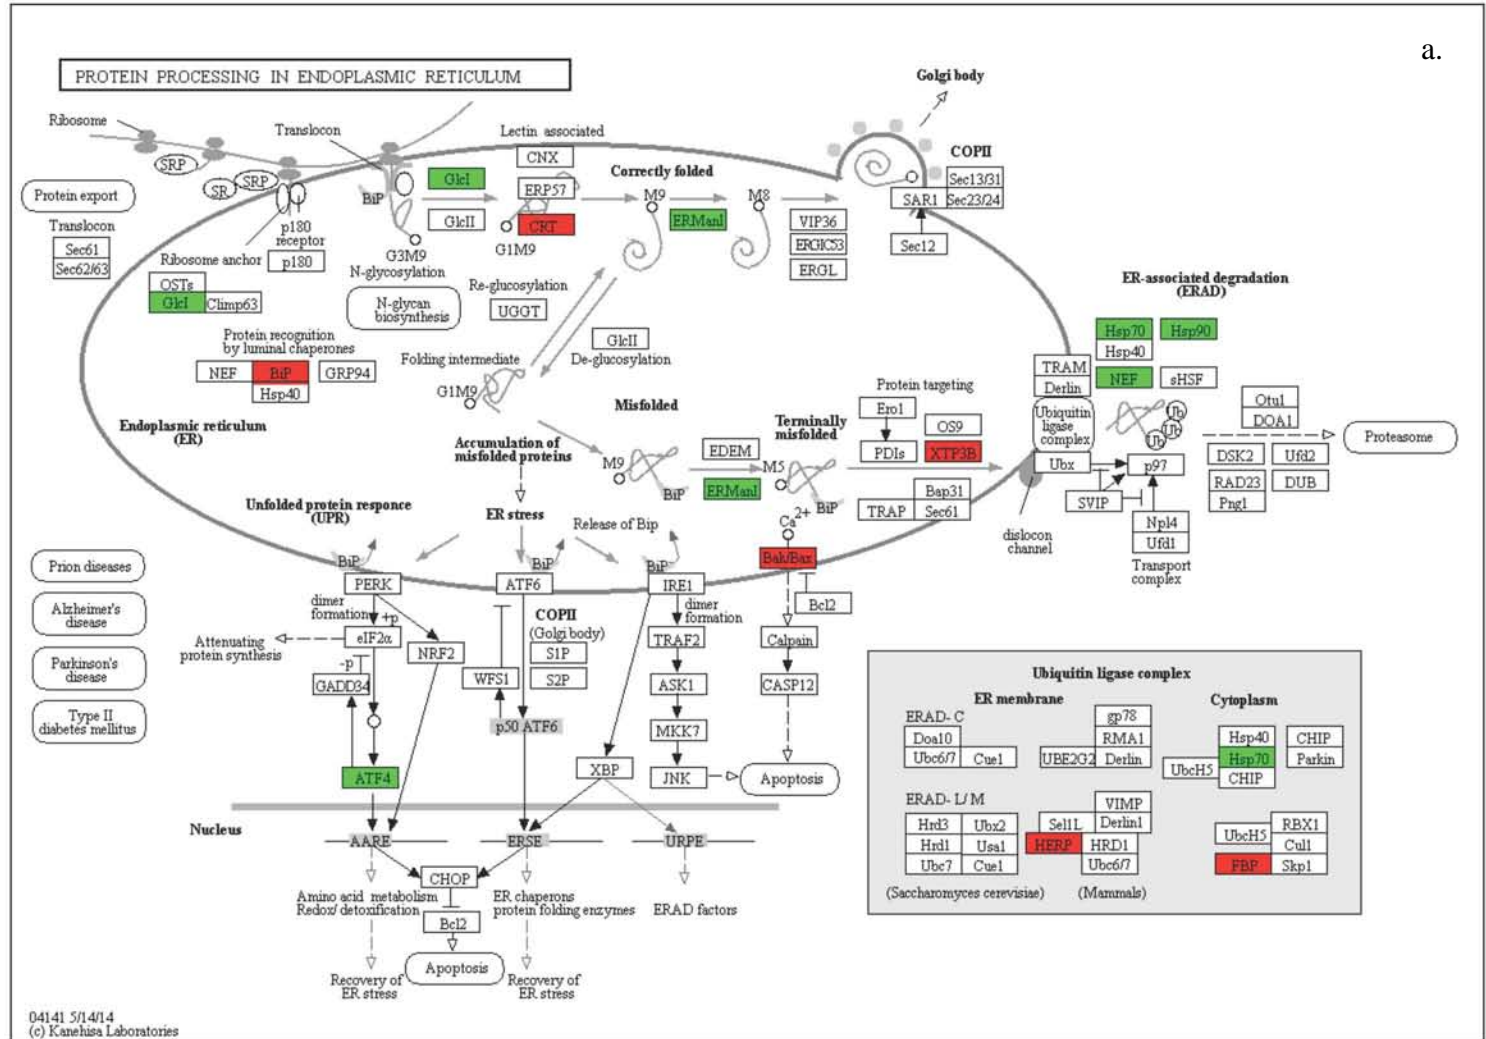 a.
PROTEIN PROCESSING IN ENDOPLASMIC RETICULUM
Golgi body
Ribosome
Translocon
Lectin associated
CNX
COPII
SRP
SR
SRP
BiP
GlcI
GlcII
ERP57
CRT
G1M9
Correctly folded
M9
ERManI
M8
VIP36
ERGIC53
ERGL
SAR1
Sec13/31
Sec23/24
Sec12
Protein export
Translocon
Sec61
Sec62/63
p180
receptor
p180
Ribosome anchor
OSTs
GlcI
Climp63
G3M9
N-glycosylation
N-glycan
biosynthesis
Re-glucosylation
UGGT
GlcII
De-glucosylation
Protein recognition
by luminal chaperones
NEF
BiP
GRP94
Hsp40
Folding intermediate
G1M9
Endoplasmic reticulum
(ER)
Accumulation of
misfolded proteins
Misfolded
M9
BiP
EDEM
ERManI
Terminally
misfolded
M5
BiP
Protein targeting
Ero1
PDIs
OS9
XTP3B
TRAP
Bap31
Sec61
ER-associated degradation
(ERAD)
Hsp70
Hsp90
Hsp40
NEF
sHSF
TRAM
Derlin
Ubiquitin
ligase
complex
Ub
Ub
Ub
Ubx
p97
SVIP
Npl4
Ufd1
Transport
complex
dislocon
channel
Otu1
DOA1
DSK2
Ufd2
RAD23
DUB
Png1
Proteasome
Unfolded protein responce
(UPR)
ER stress
Release of Bip
Ca2+
Bak/Bax
Bcl2
Calpain
CASP12
Apoptosis
BiP
BiP
BiP
PERK
ATF6
IRE1
Prion diseases
Alzheimer's
disease
Parkinson's
disease
Type II
diabetes mellitus
dimer
formation
+p
eIF2α
Attenuating
protein synthesis
-p
GADD34
NRF2
ATF4
COPII
(Golgi body)
S1P
S2P
WFS1
p50 ATF6
dimer
formation
TRAF2
ASK1
MKK7
JNK
XBP
Nucleus
AARE
ERSE
URPE
CHOP
Amino acid metabolism
Redox/ detoxification
ER chaperons
protein folding enzymes
ERAD factors
Bcl2
Apoptosis
Recovery of
ER stress
Recovery of
ER stress
Ubiquitin ligase complex
ER membrane
Cytoplasm
ERAD- C
Doa10
Ubc6/7
Cue1
gp78
RMA1
UBE2G2
Derlin
UbcH5
Hsp40
Hsp70
CHIP
CHIP
Parkin
ERAD- L/ M
Hrd3
Ubx2
Hrd1
Usa1
Ubc7
Cue1
VIMP
Sel1L
Derlin1
HERP
HRD1
Ubc6/7
UbcH5
RBX1
Cul1
FBP
Skp1
(Saccharomyces cerevisiae)
(Mammals)
04141 5/14/14
(c) Kanehisa Laboratories